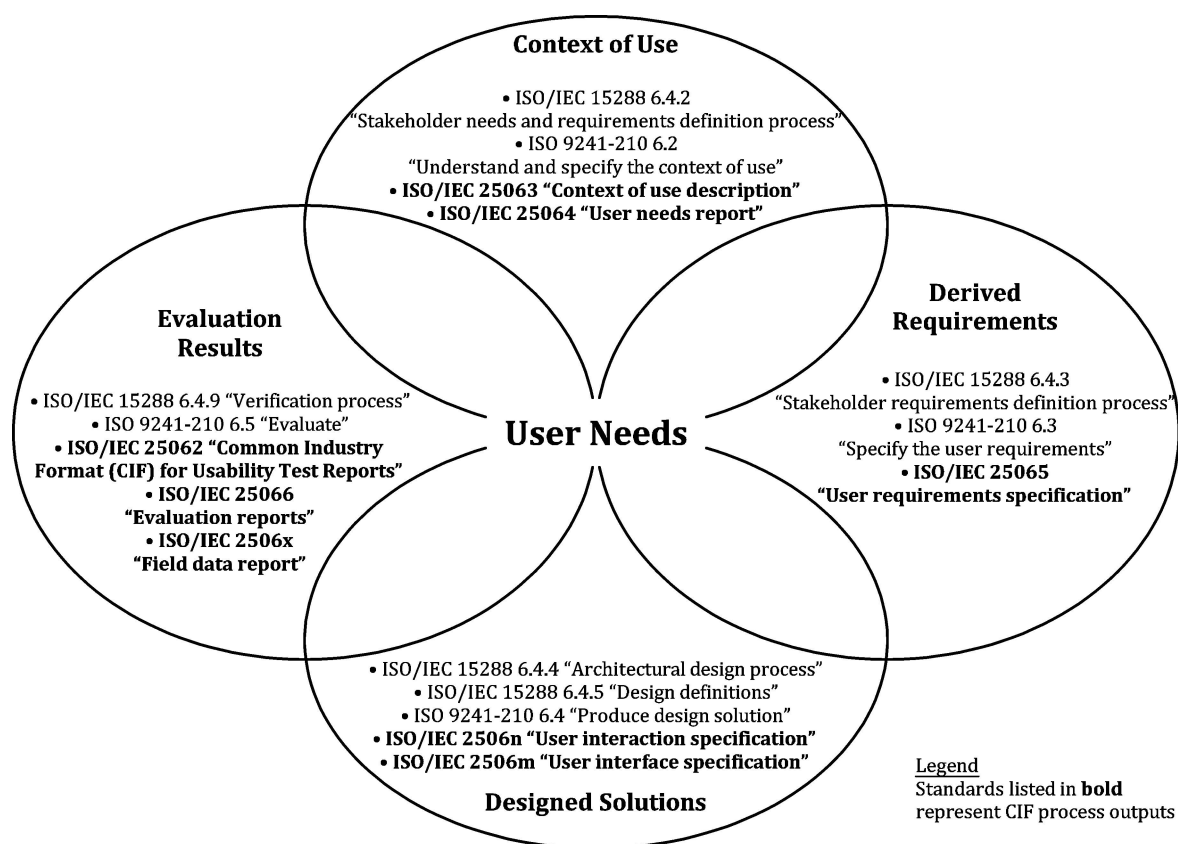 Context of Use
• ISO/IEC 15288 6.4.2
“Stakeholder needs and requirements definition process”
• ISO 9241-210 6.2
“Understand and specify the context of use”
• ISO/IEC 25063 “Context of use description”
• ISO/IEC 25064 “User needs report”
Evaluation
Results
• ISO/IEC 15288 6.4.9 “Verification process”
• ISO 9241-210 6.5 “Evaluate”
• ISO/IEC 25062 “Common Industry
Format (CIF) for Usability Test Reports”
• ISO/IEC 25066
“Evaluation reports”
• ISO/IEC 2506x
“Field data report”
User Needs
Derived
Requirements
• ISO/IEC 15288 6.4.3
“Stakeholder requirements definition process”
• ISO 9241-210 6.3
“Specify the user requirements”
• ISO/IEC 25065
“User requirements specification”
• ISO/IEC 15288 6.4.4 “Architectural design process”
• ISO/IEC 15288 6.4.5 “Design definitions”
• ISO 9241-210 6.4 “Produce design solution”
• ISO/IEC 2506n “User interaction specification”
• ISO/IEC 2506m “User interface specification”
Designed Solutions
Legend
Standards listed in bold
represent CIF process outputs